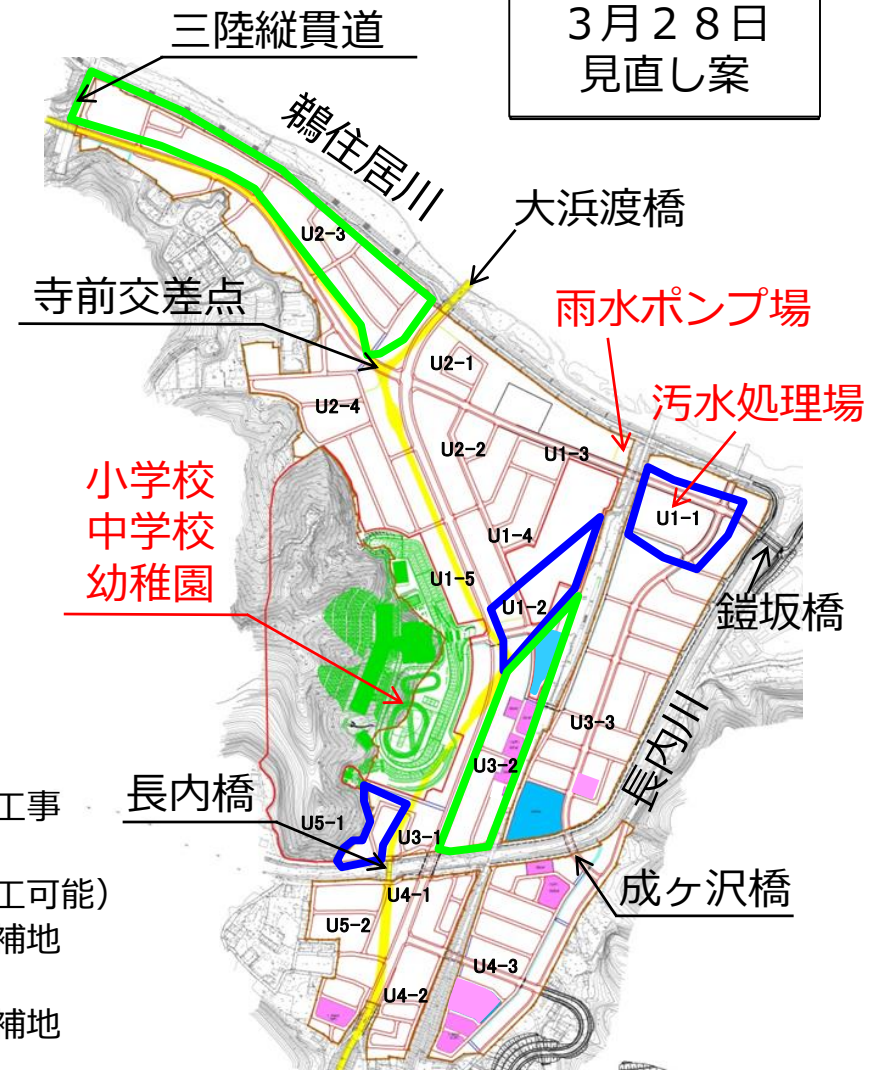 ３月２８日
見直し案
三陸縦貫道
鵜住居川
大浜渡橋
寺前交差点
雨水ポンプ場
汚水処理場
小学校
中学校
幼稚園
鎧坂橋
長内川
長内橋
成ヶ沢橋
U2-3
U2-1
U2-4
U2-2
U1-3
U1-1
U1-4
U1-5
U1-2
U3-3
U3-2
U5-1
U3-1
U4-1
U5-2
U4-3
U4-2
工事
工可能）
補地
補地